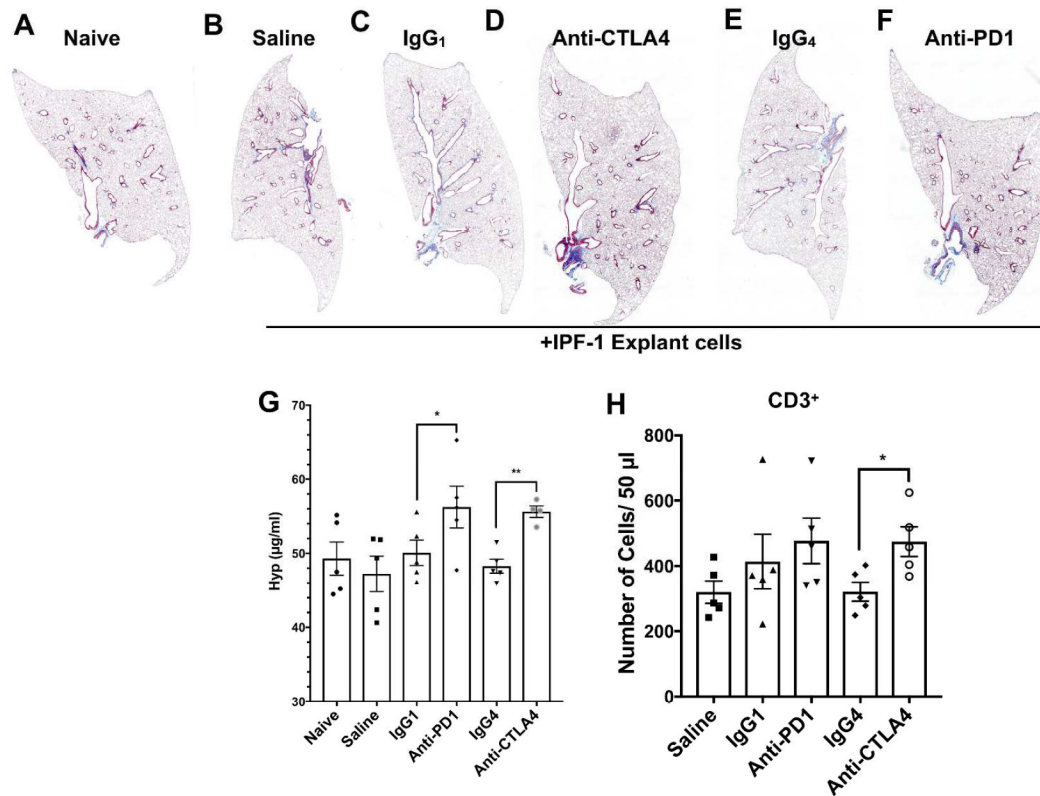 A Naive
B Saline
C IgG₁
D Anti-CTLA4
E IgG₄
F Anti-PD1
+IPF-1 Explant cells
G
70
60
50
40
30
Hyp (µg/ml)
*
**
Naive
Saline
IgG1
Anti-PD1
IgG4
Anti-CTLA4
H
CD3⁺
800
600
400
200
0
Number of Cells/ 50 µl
*
Saline
IgG1
Anti-PD1
IgG4
Anti-CTLA4